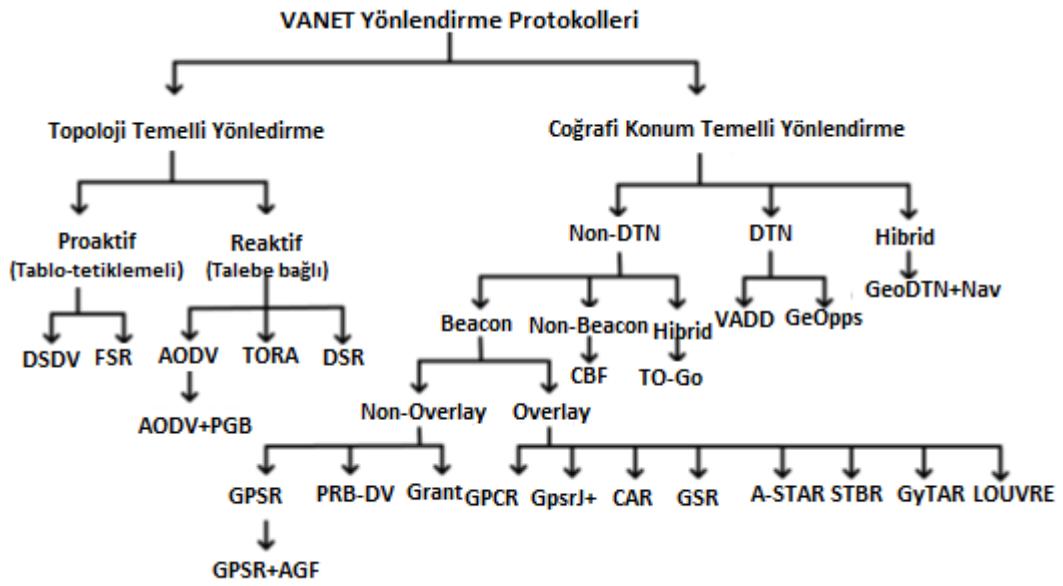 VANET Yönlendirme Protokolleri
Topoloji Temelli Yönledirme
Coğrafi Konum Temelli Yönlendirme
Proaktif
(Tablo-tetiklemeli)
Reaktif
(Talebe bağlı)
Non-DTN
DTN
Hibrid
GeoDTN+Nav
Beacon
Non-Beacon
Hibrid
VADD
GeOpps
DSDV
FSR
AODV
TORA
DSR
CBF
TO-Go
AODV+PGB
Non-Overlay
Overlay
GPSR
PRB-DV
Grant
GPCR
GpsrJ+
CAR
GSR
A-STAR
STBR
GyTAR
LOUVRE
GPSR+AGF